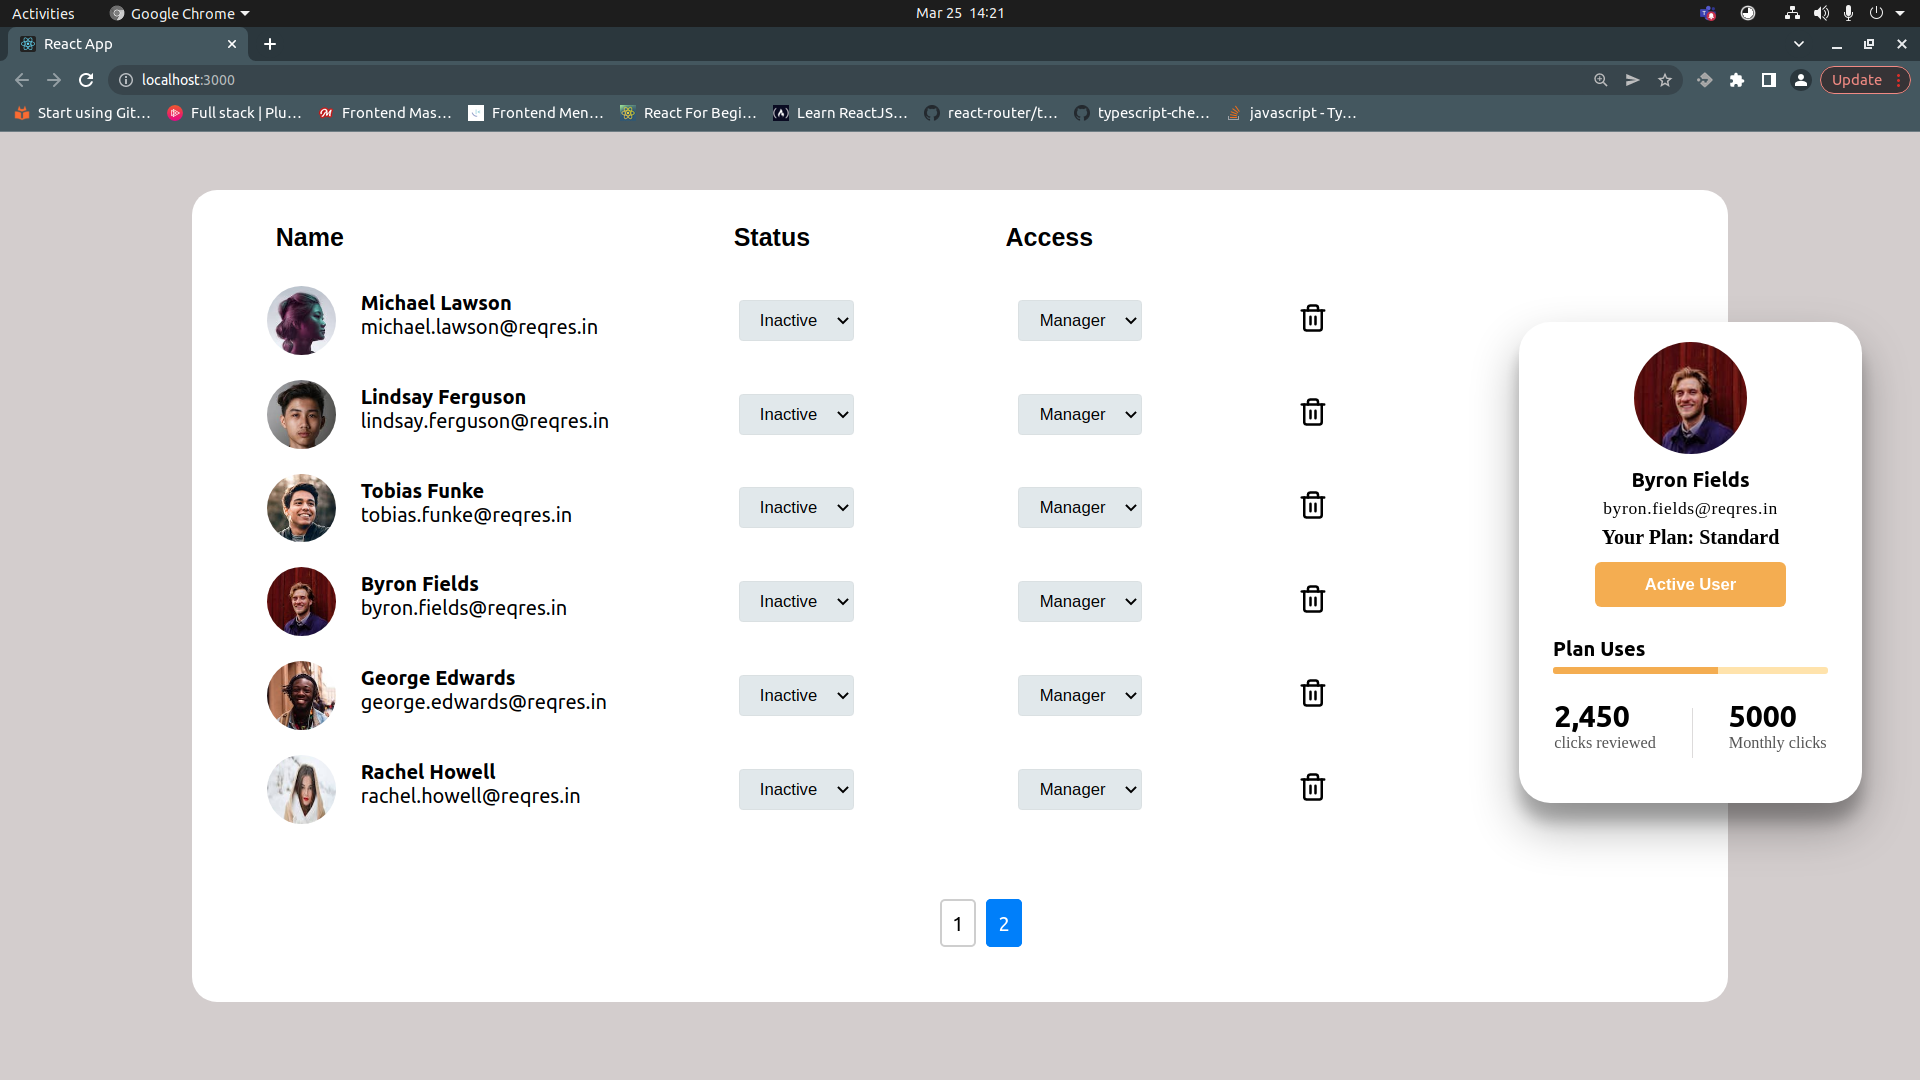 Activities Google Chrome Mar 25 14:21
React App
localhost:3000 Update
Start using Git... Full stack | Plu... Frontend Mas... Frontend Men... React For Begi... Learn ReactJS... react-router/t... typescript-che... javascript - Ty...
Name Status Access
Michael Lawson
michael.lawson@reqres.in
Inactive Manager
Lindsay Ferguson
lindsay.ferguson@reqres.in
Inactive Manager
Tobias Funke
tobias.funke@reqres.in
Inactive Manager
Byron Fields
byron.fields@reqres.in
Inactive Manager
George Edwards
george.edwards@reqres.in
Inactive Manager
Rachel Howell
rachel.howell@reqres.in
Inactive Manager
1 2
Byron Fields
byron.fields@reqres.in
Your Plan: Standard
Active User
Plan Uses
2,450 5000
clicks reviewed Monthly clicks